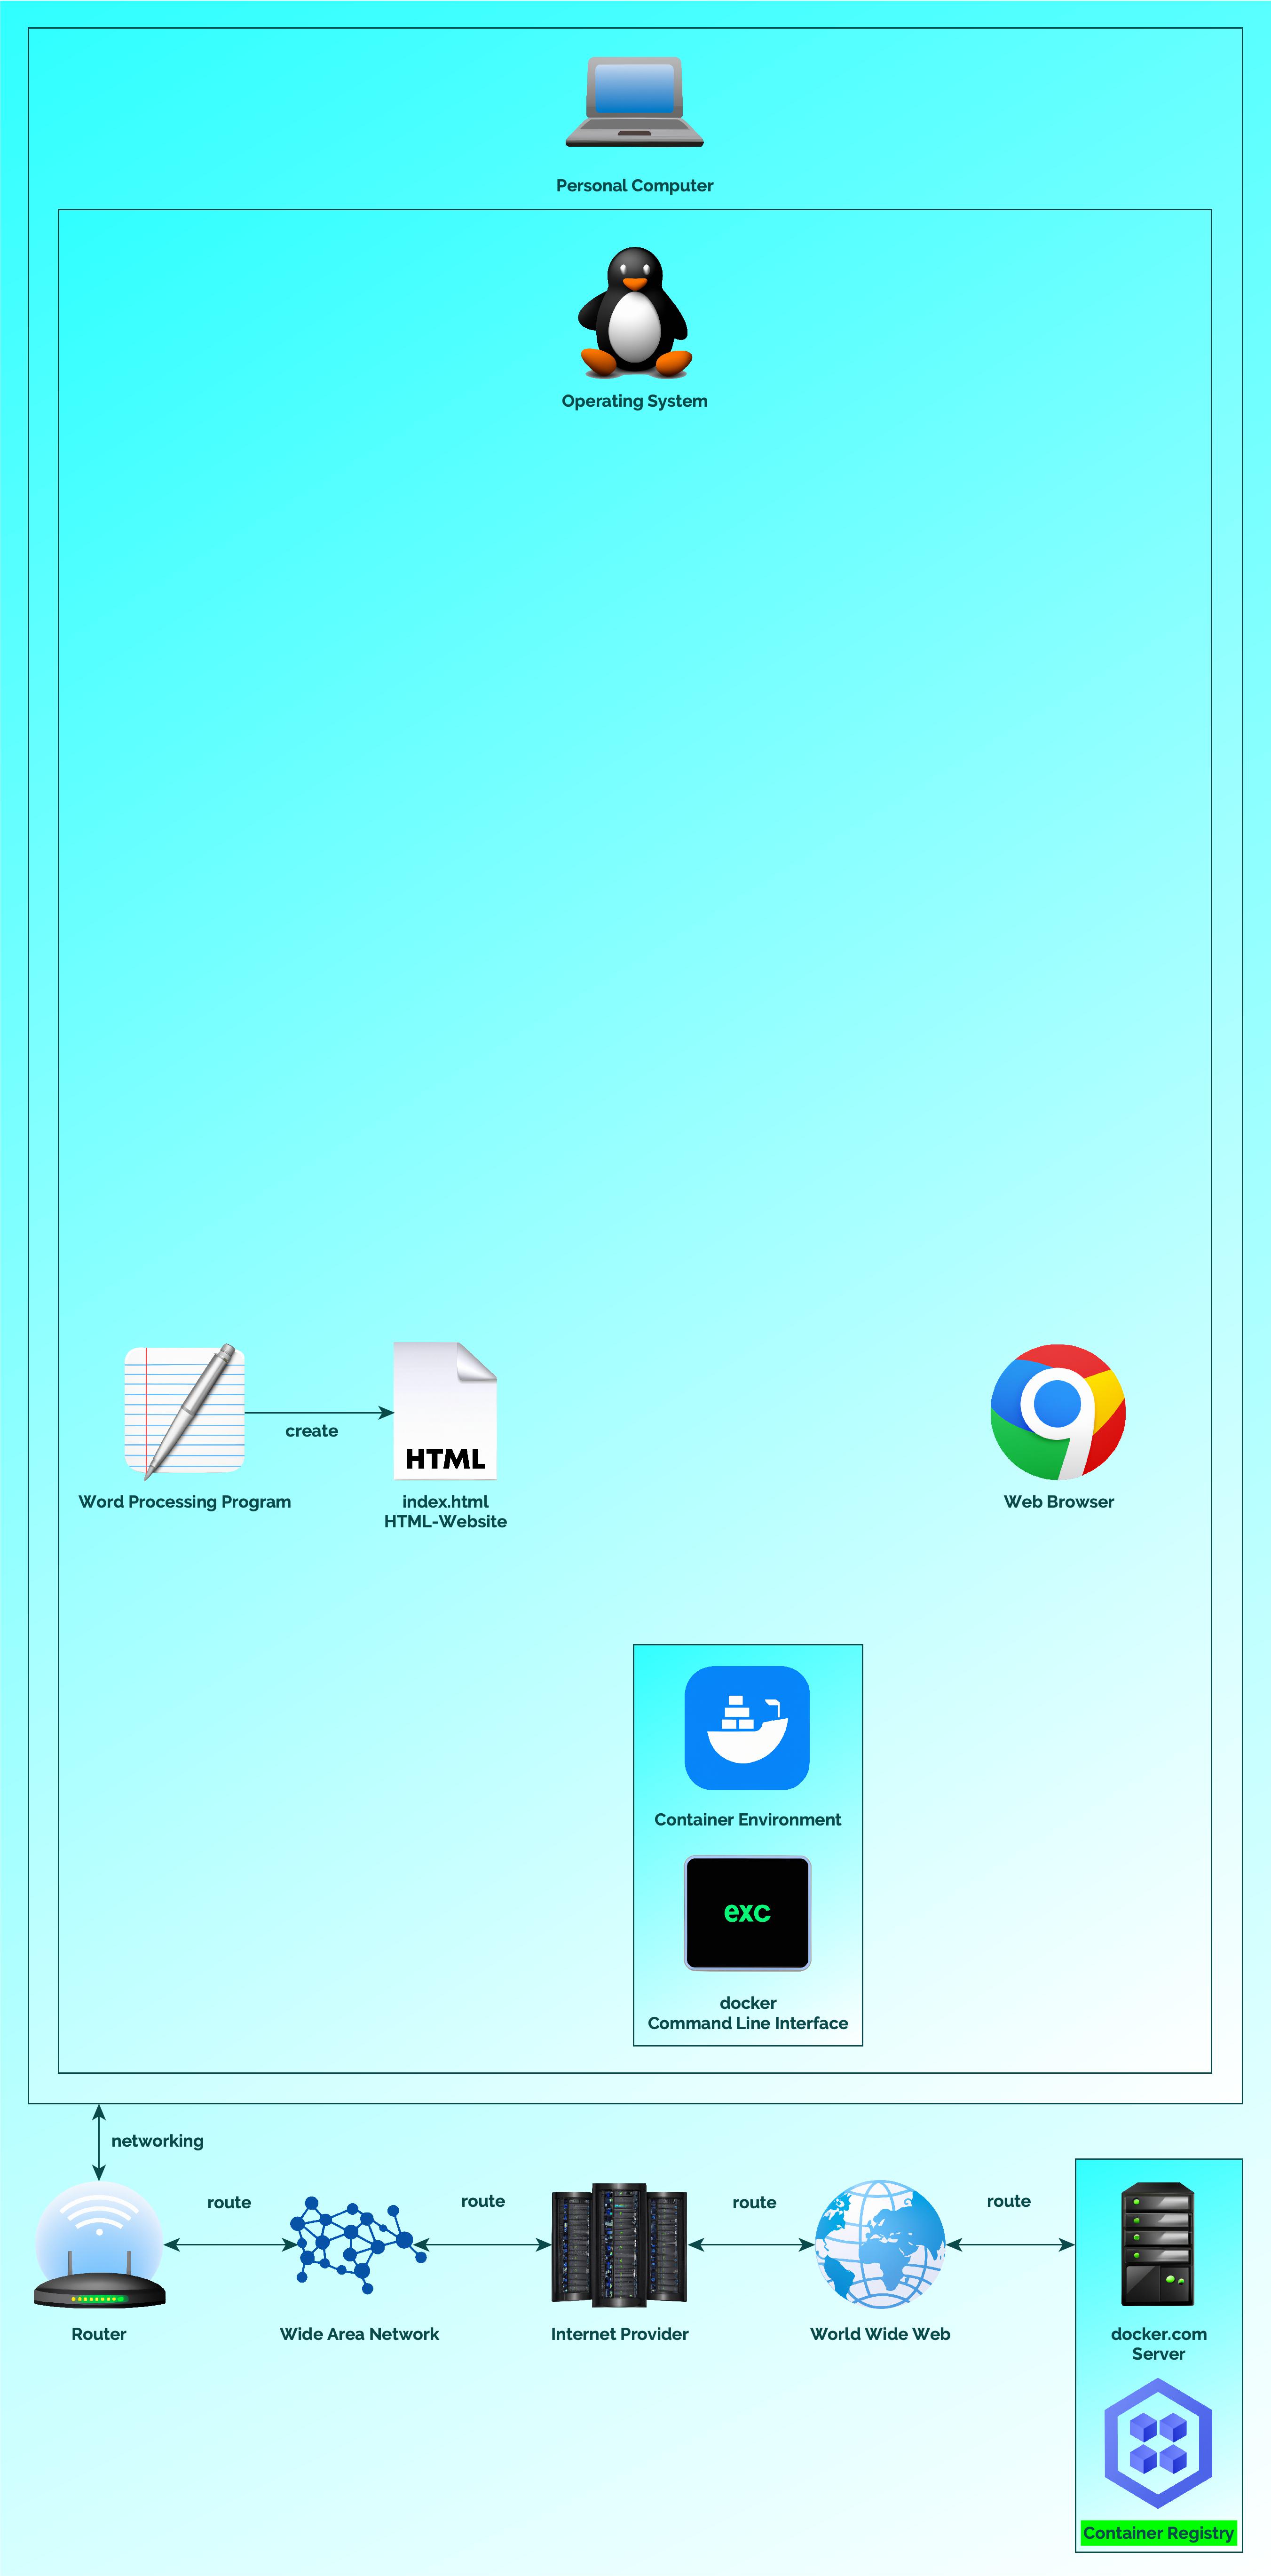 Personal Computer
Operating System
create
HTML
Word Processing Program
index.html
HTML-Website
Web Browser
Container Environment
exc
docker
Command Line Interface
networking
route
route
route
route
Router
Wide Area Network
Internet Provider
World Wide Web
docker.com
Server
Container Registry